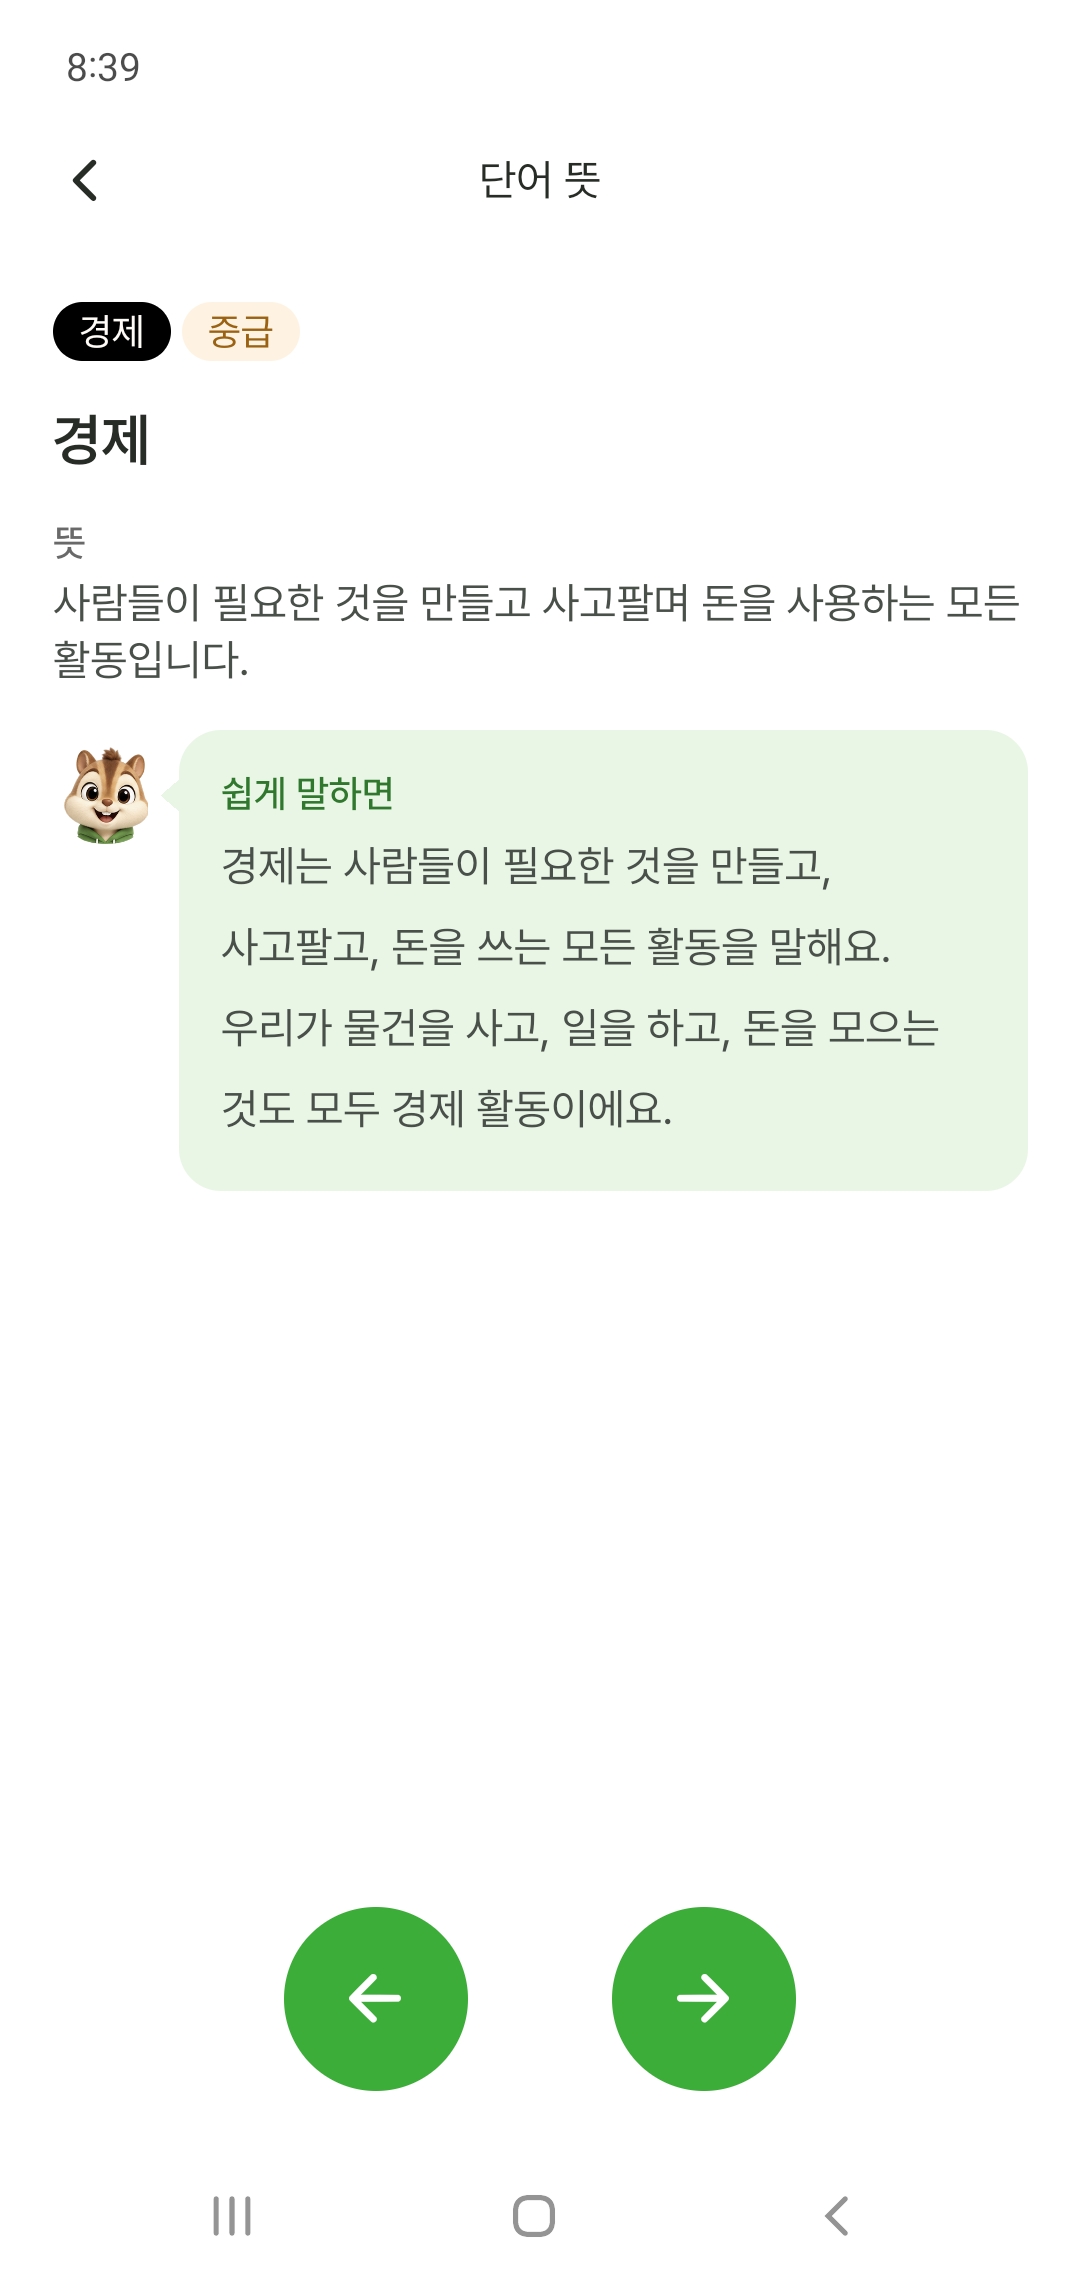 8:39
단어 뜻
경제 중급
경제
뜻
사람들이 필요한 것을 만들고 사고팔며 돈을 사용하는 모든
활동입니다.
쉽게 말하면
경제는 사람들이 필요한 것을 만들고,
사고팔고, 돈을 쓰는 모든 활동을 말해요.
우리가 물건을 사고, 일을 하고, 돈을 모으는
것도 모두 경제 활동이에요.